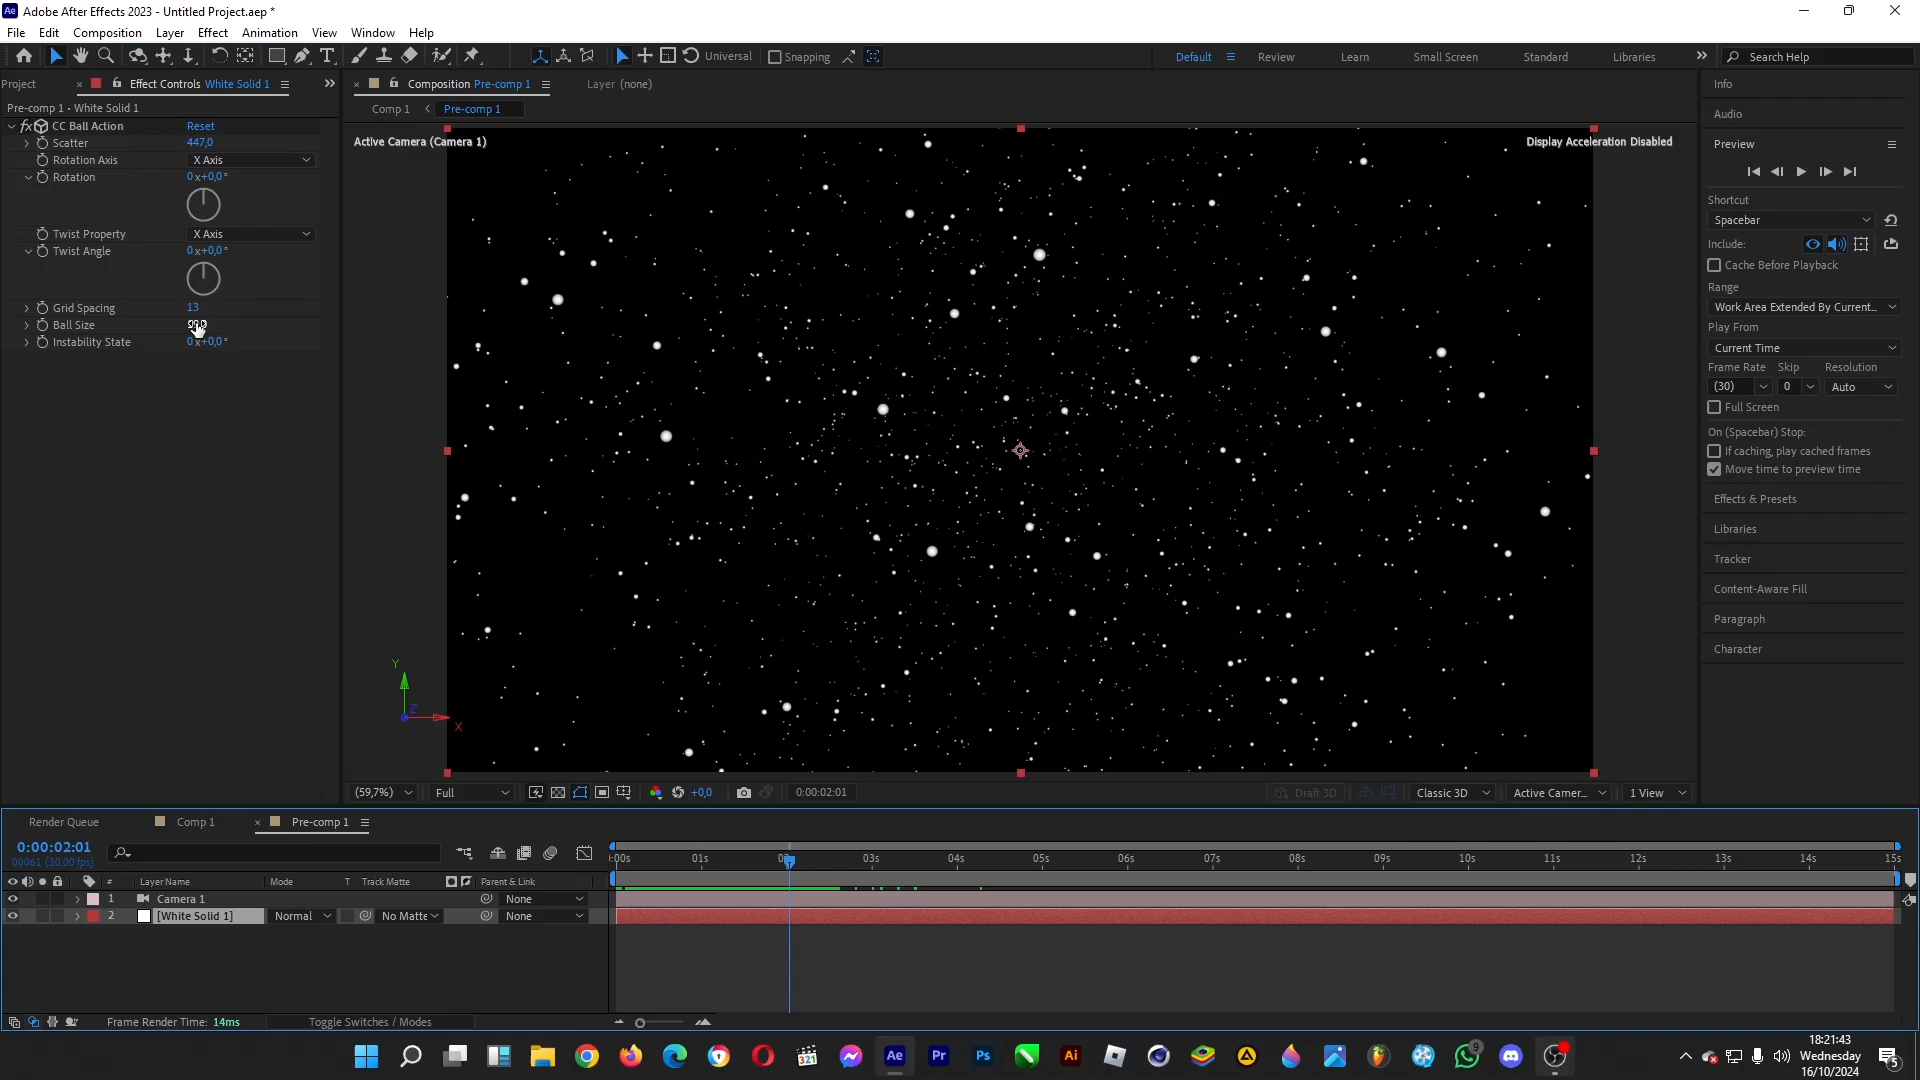 Adobe After Effects 2023 - Untitled Project.aep *
File Edit Composition Layer Effect Animation View Window Help
Universal Snapping Default Review Learn Small Screen Standard Libraries Search Help
Project Effect Controls White Solid 1
Composition Pre-comp 1 Layer (none)
Pre-comp 1 • White Solid 1
Comp 1 Pre-comp 1
fx CC Ball Action Reset
Scatter 447,0
Rotation Axis X Axis
Rotation 0x+0,0°
Twist Property X Axis
Twist Angle 0x+0,0°
Grid Spacing 13
Ball Size
Instability State 0x+0,0°
Active Camera (Camera 1)
Display Acceleration Disabled
Y
Z
X
(59,7%) Full +0,0 0:00:02:01 Draft 3D Classic 3D Active Camer... 1 View
Info
Audio
Preview
Shortcut
Spacebar
Include:
Cache Before Playback
Range
Work Area Extended By Current...
Play From
Current Time
Frame Rate Skip Resolution
(30) 0 Auto
Full Screen
On (Spacebar) Stop:
If caching, play cached frames
Move time to preview time
Effects & Presets
Libraries
Tracker
Content-Aware Fill
Paragraph
Character
Render Queue Comp 1 Pre-comp 1
0:00:02:01
00061 (30.00 fps)
:00s 01s 03s 04s 05s 06s 07s 08s 09s 10s 11s 12s 13s 14s 15s
# Layer Name Mode T Track Matte Parent & Link
1 Camera 1 None
2 [White Solid 1] Normal No Matte None
Frame Render Time: 14ms Toggle Switches / Modes
Ae Pr Ps Ai
321
9
18:21:43
Wednesday
16/10/2024
5